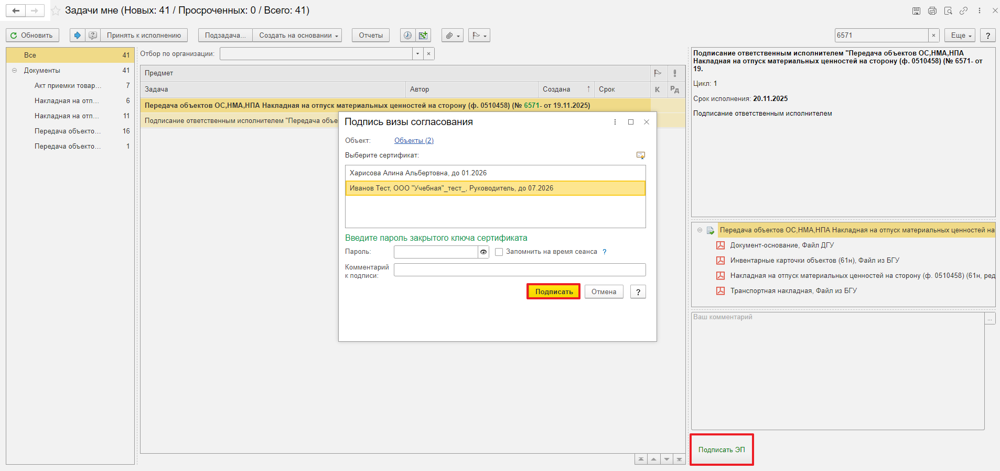 Задачи мне (Новых: 41 / Просроченных: 0 / Всего: 41)
Обновить
Принять к исполнению
Подзадача...
Создать на основании
Отчеты
6571
×
Еще
?
Все 41
Документы 41
Акт приемки товар... 7
Накладная на отп... 6
Накладная на отп... 11
Передача объекто... 16
Передача объекто... 1
Отбор по организации:
×
Предмет
Задача
Автор
Создана ↑
Срок
К
Рд
Передача объектов ОС,НМА,НПА Накладная на отпуск материальных ценностей на сторону (ф. 0510458) (№ 6571- от 19.11.2025)
Подписание ответственным исполнителем "Передача объе
Подпись визы согласования
Объект: Объекты (2)
Выберите сертификат:
Харисова Алина Альбертовна, до 01.2026
Иванов Тест, ООО "Учебная"_тест_, Руководитель, до 07.2026
Введите пароль закрытого ключа сертификата
Пароль:
Запомнить на время сеанса ?
Комментарий
к подписи:
Подписать
Отмена
?
Подписание ответственным исполнителем "Передача объектов ОС,НМА,НПА
Накладная на отпуск материальных ценностей на сторону (ф. 0510458) (№ 6571- от
19.
Цикл: 1
Срок исполнения: 20.11.2025
Подписание ответственным исполнителем
Передача объектов ОС,НМА,НПА Накладная на отпуск материальных ценностей на
Документ-основание, Файл ДГУ
Инвентарные карточки объектов (61н), Файл из БГУ
Накладная на отпуск материальных ценностей на сторону (ф. 0510458) (61н, ред
Транспортная накладная, Файл из БГУ
Ваш комментарий
...
Подписать ЭП